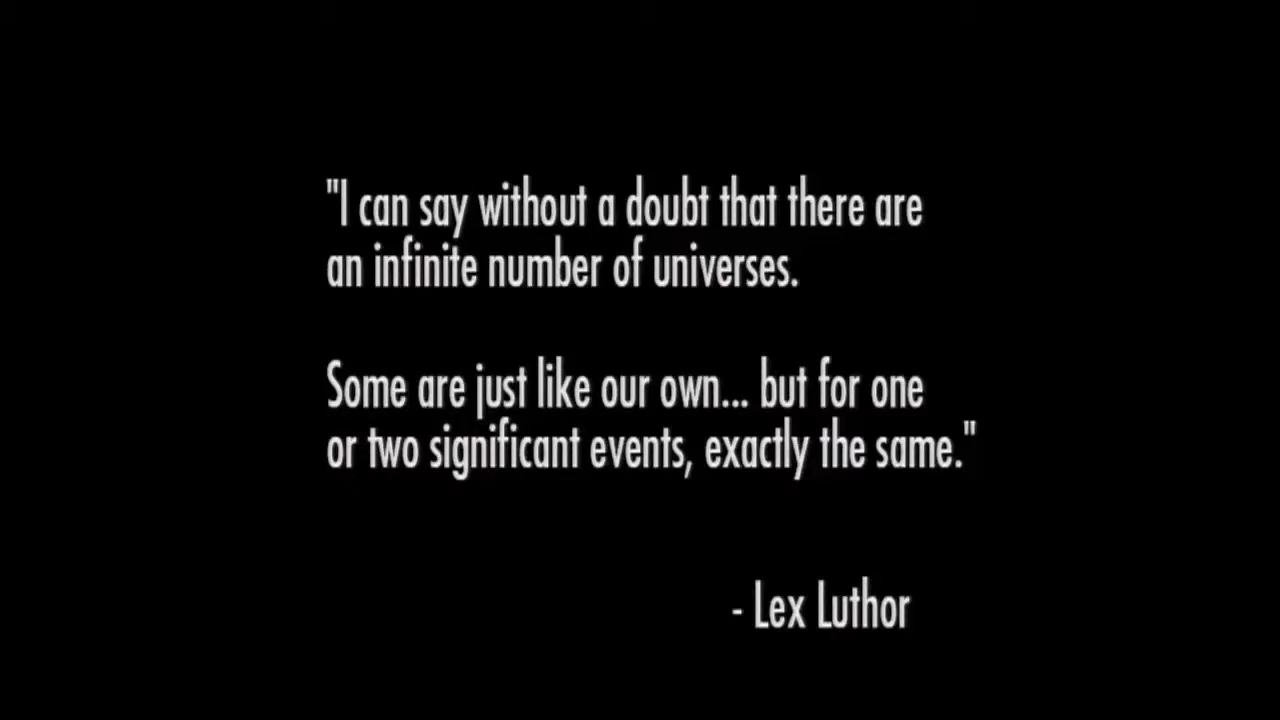 "I can say without a doubt that there are
an infinite number of universes.
Some are just like our own... but for one
or two significant events, exactly the same."
- Lex Luthor